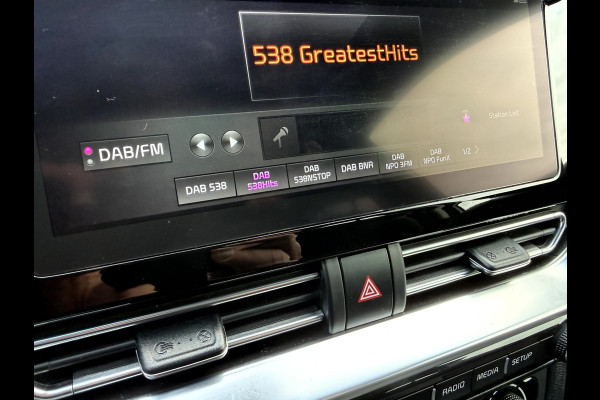 538 GreatestHits
Station List
DAB/FM
DAB 538
DAB
538Hits
DAB
538NSTOP
DAB BNR
DAB
NPO 3FM
DAB
NPO FunX
1/2
RADIO
MEDIA
SETUP